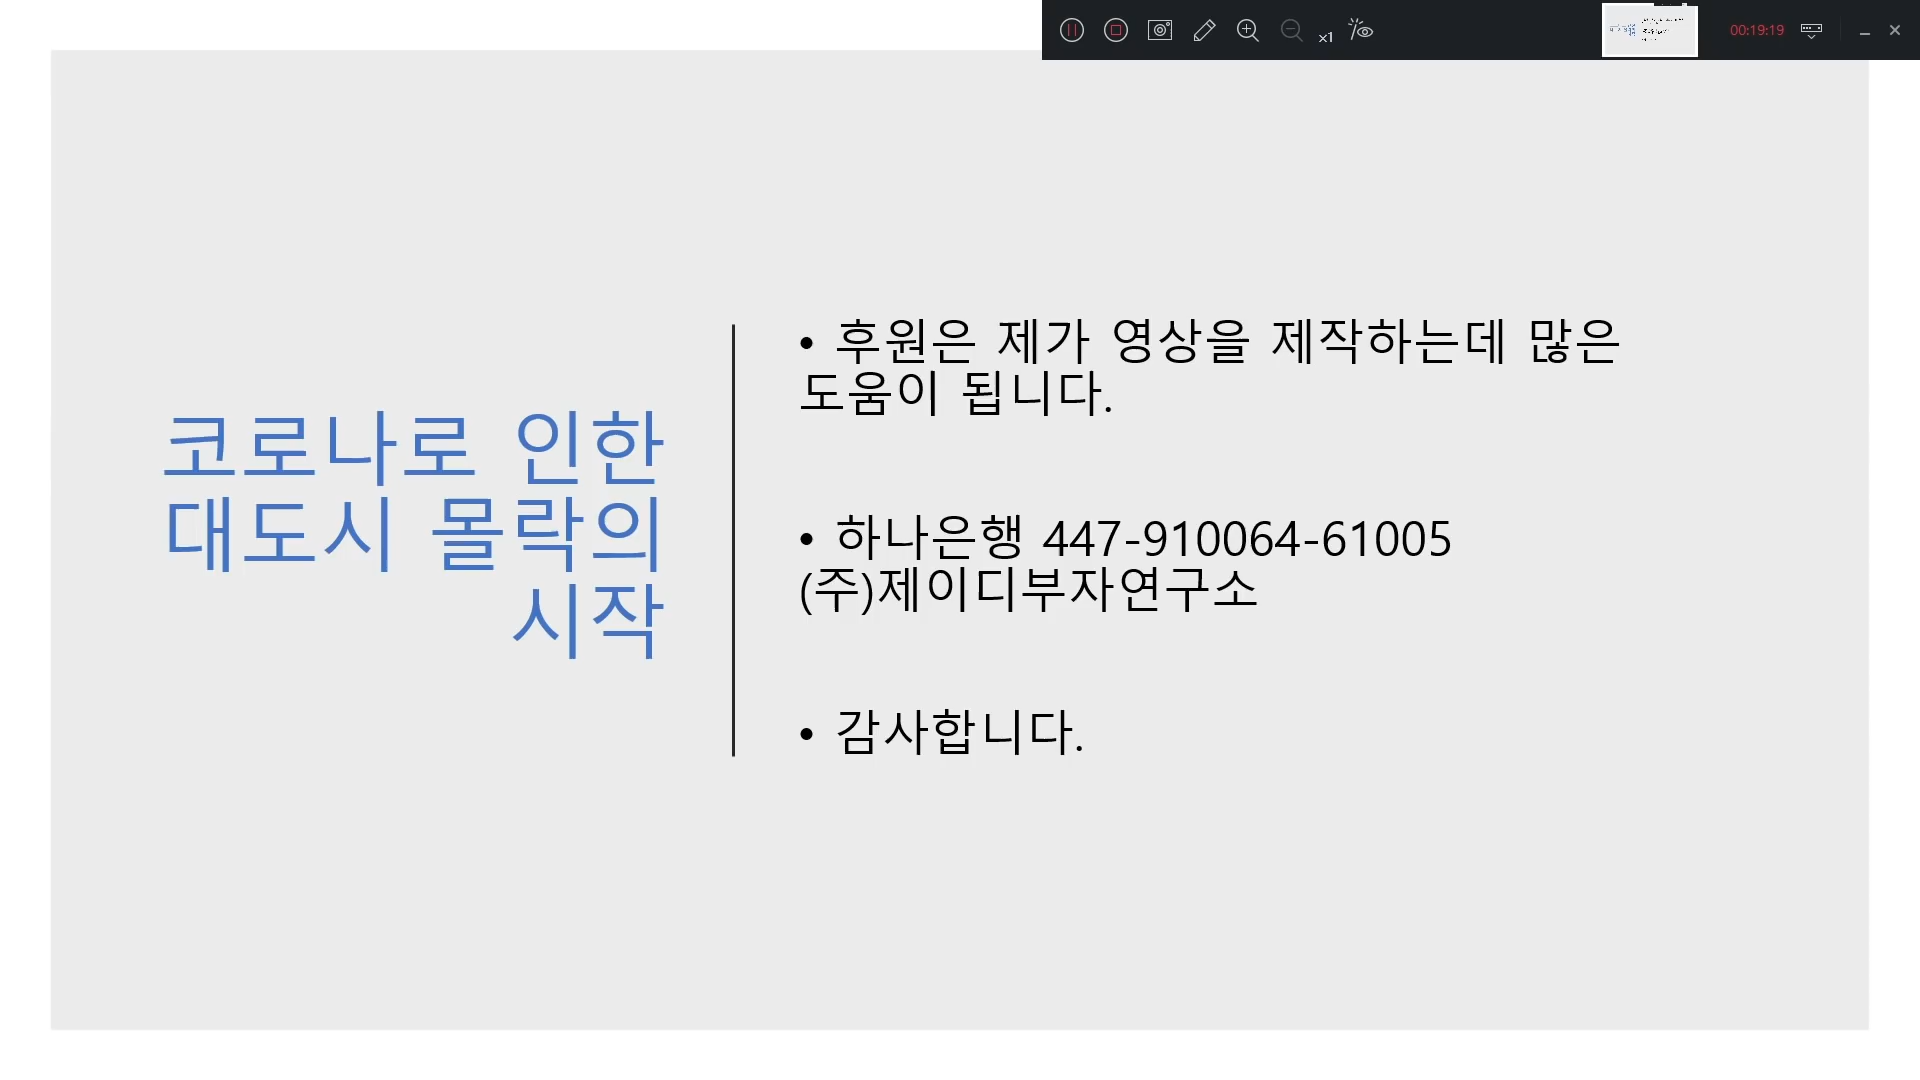 x1
00:19:19
코로나로 인한
대도시 몰락의
시작
• 후원은 제가 영상을 제작하는데 많은
도움이 됩니다.
• 하나은행 447-910064-61005
(주)제이디부자연구소
• 감사합니다.